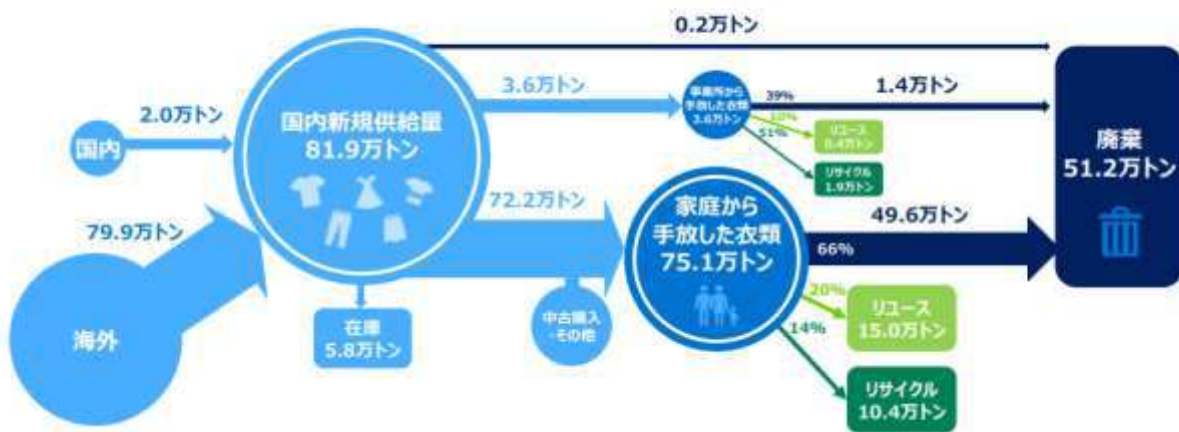 0.2万トン
3.6万トン
事業所から
手放した衣類
3.6万トン
39%
10%
51%
1.4万トン
リユース
0.4万トン
リサイクル
1.9万トン
2.0万トン
国内
国内新規供給量
81.9万トン
廃棄
51.2万トン
79.9万トン
海外
72.2万トン
家庭から
手放した衣類
75.1万トン
49.6万トン
66%
在庫
5.8万トン
中古購入
・その他
20%
リユース
15.0万トン
14%
リサイクル
10.4万トン